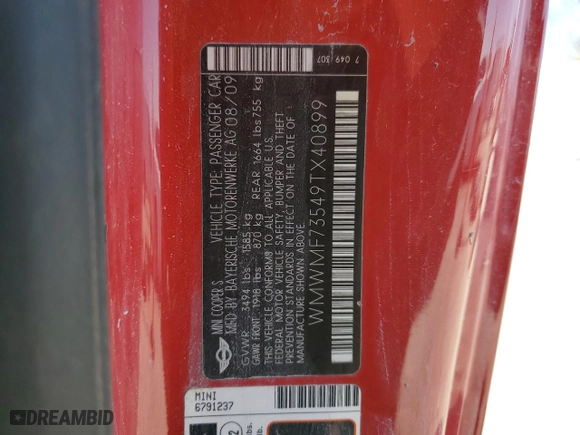 MINI COOPER S VEHICLE TYPE: PASSENGER CAR
MFD BY BAYERISCHE MOTORENWERKE AG 08/09
GVWR 3494 lbs 1585 kg
GAWR FRONT 1918 lbs 870 kg REAR 1664 lbs 755 kg
THIS VEHICLE CONFORMS TO ALL APPLICABLE U.S.
FEDERAL MOTOR VEHICLE SAFETY, BUMPER AND THEFT
PREVENTION STANDARDS IN EFFECT ON THE DATE OF
MANUFACTURE SHOWN ABOVE.
WMWMF73549TX40899
7 049 307
MINI
6791237
2
lb.
DREAMBID